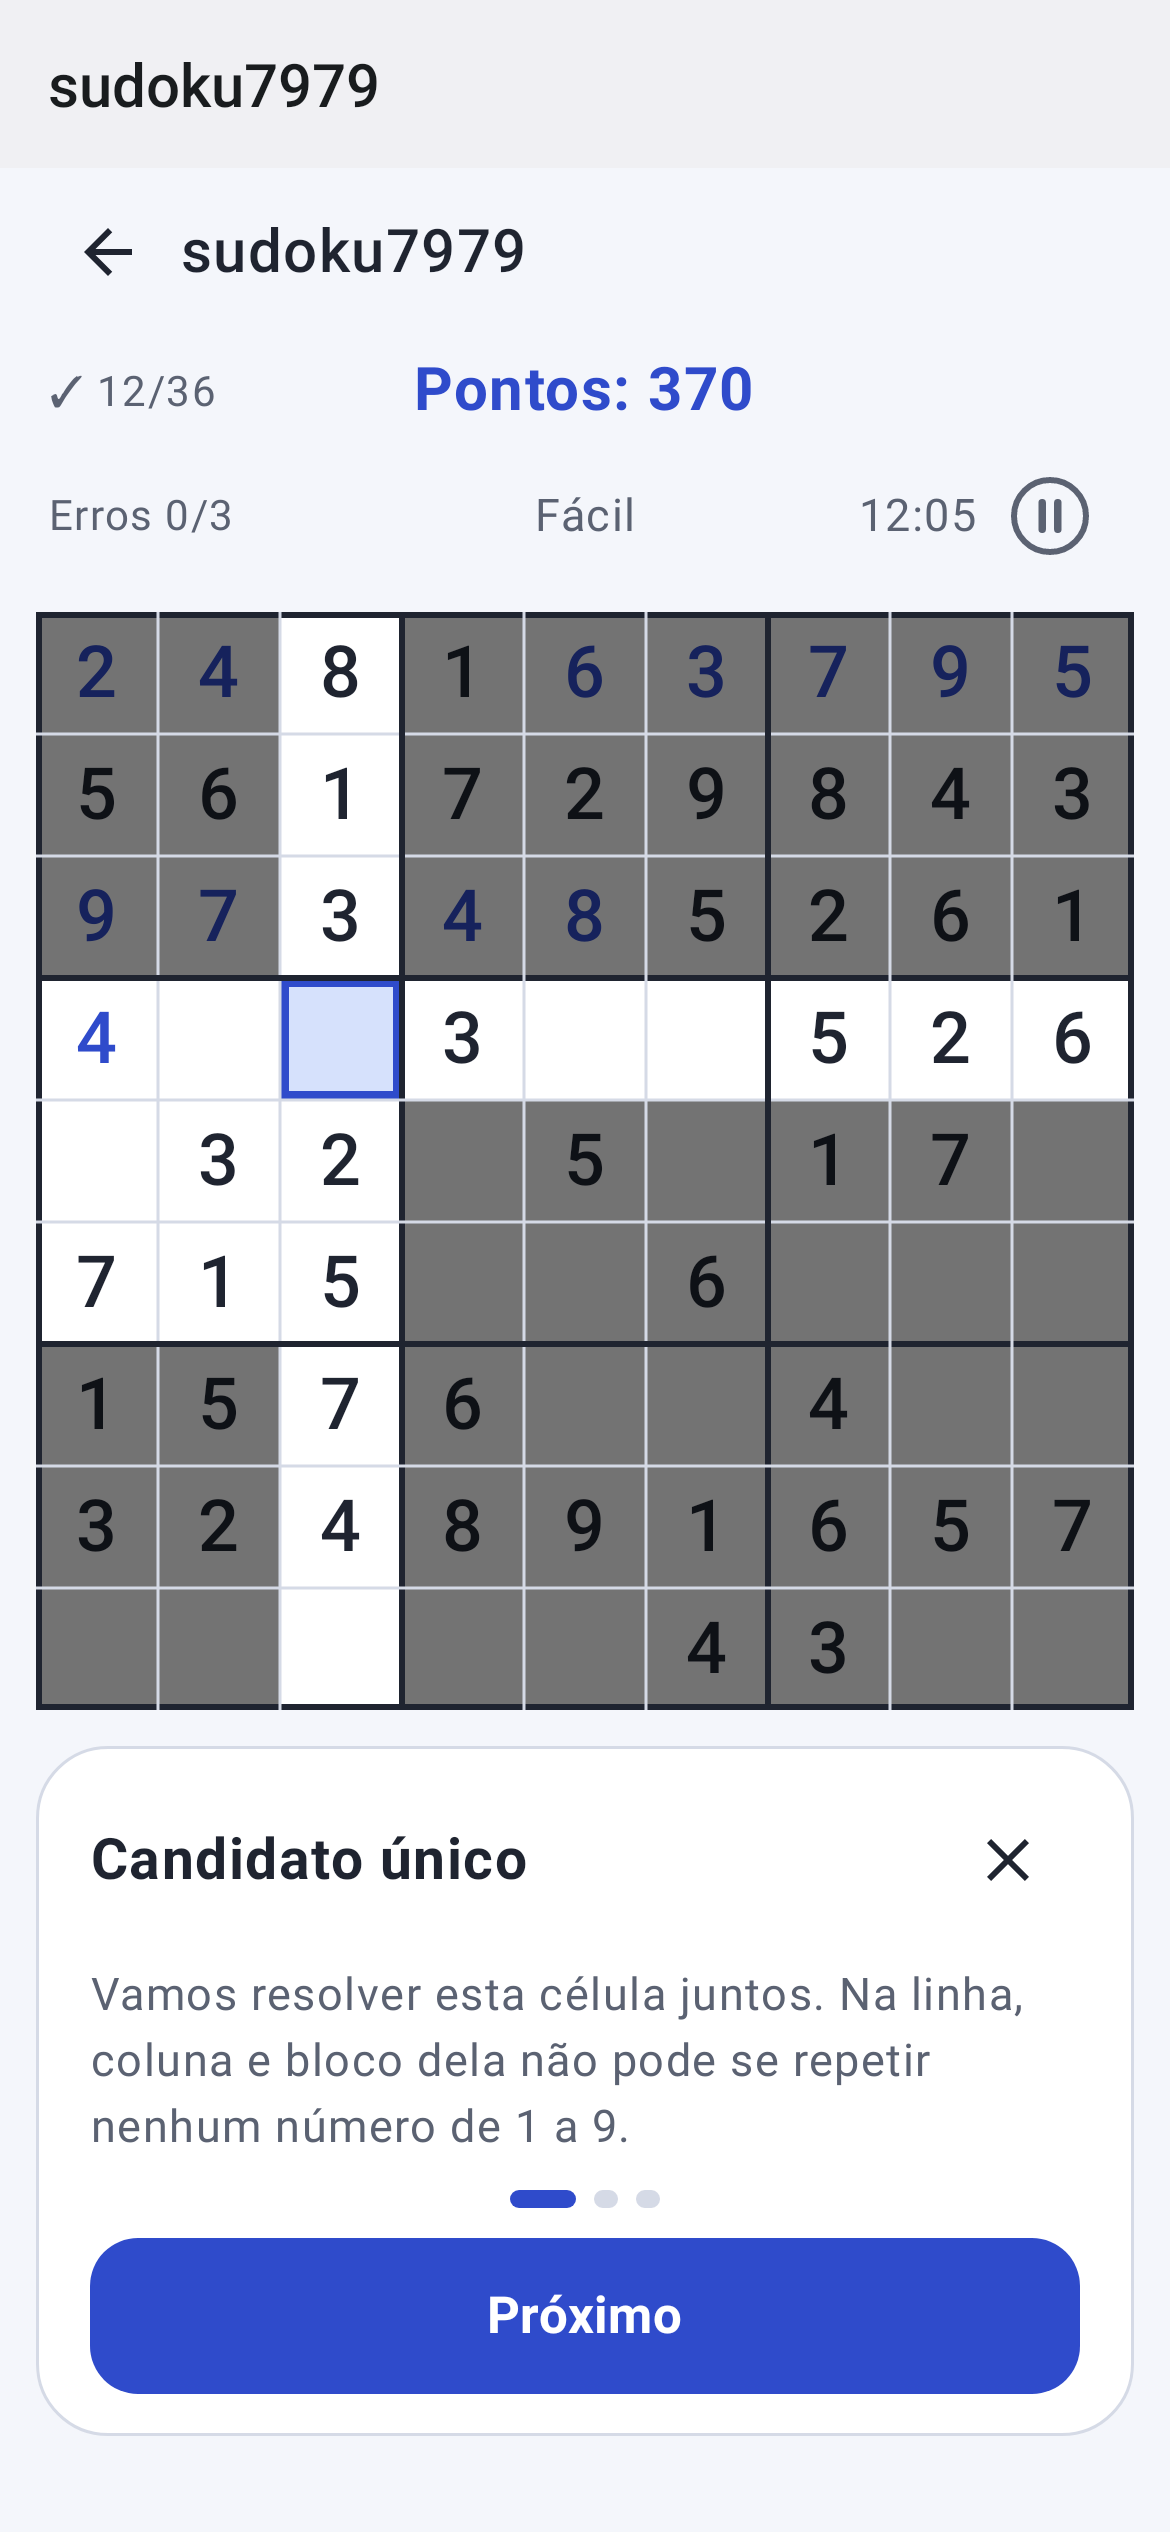 sudoku7979
sudoku7979
✓ 12/36 Pontos: 370
Erros 0/3 Fácil 12:05
2 4 8 1 6 3 7 9 5
5 6 1 7 2 9 8 4 3
9 7 3 4 8 5 2 6 1
4 3 5 2 6
3 2 5 1 7
7 1 5 6
1 5 7 6 4
3 2 4 8 9 1 6 5 7
4 3
Candidato único
Vamos resolver esta célula juntos. Na linha,
coluna e bloco dela não pode se repetir
nenhum número de 1 a 9.
Próximo